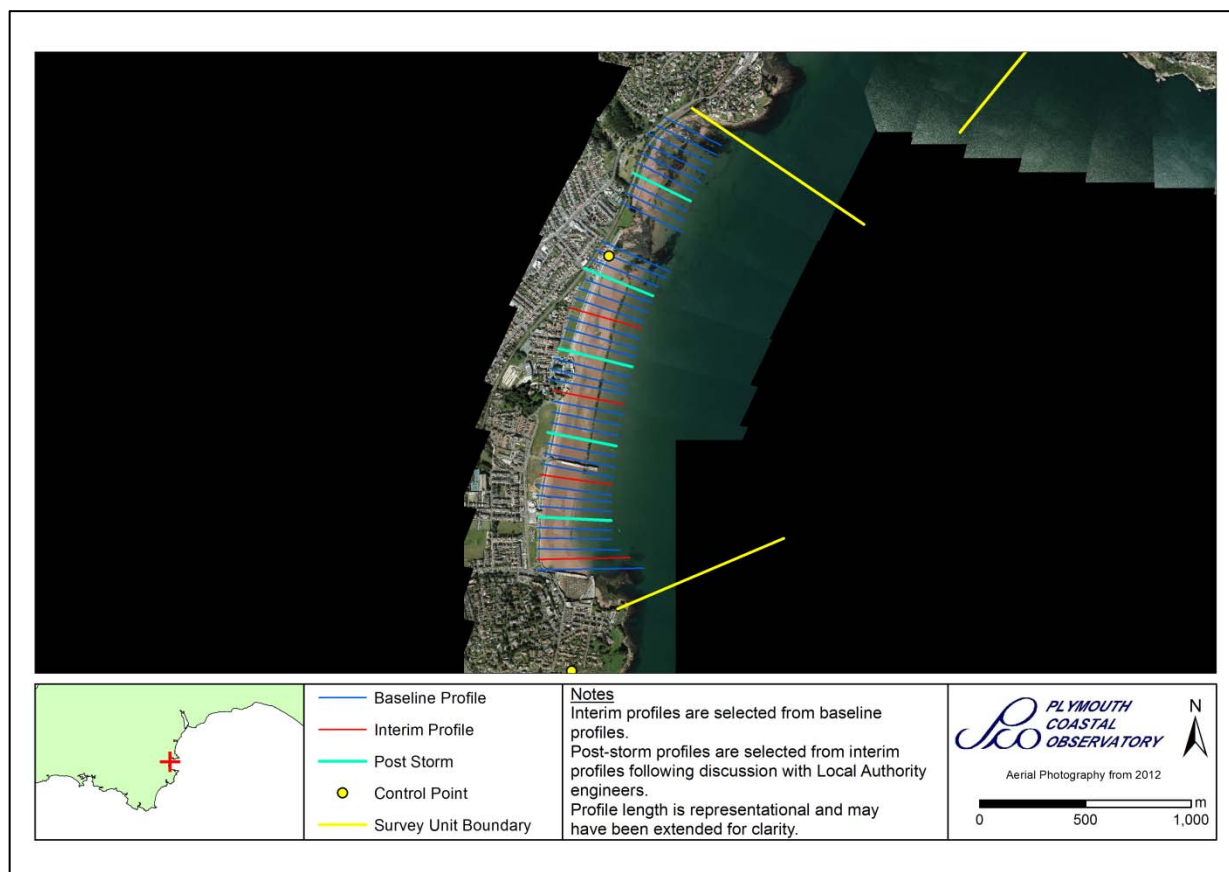 Baseline Profile
Interim Profile
Post Storm
Control Point
Survey Unit Boundary
Notes
Interim profiles are selected from baseline
profiles.
Post-storm profiles are selected from interim
profiles following discussion with Local Authority
engineers.
Profile length is representational and may
have been extended for clarity.
PCO
PLYMOUTH
COASTAL
OBSERVATORY
N
Aerial Photography from 2012
m
0 500 1,000